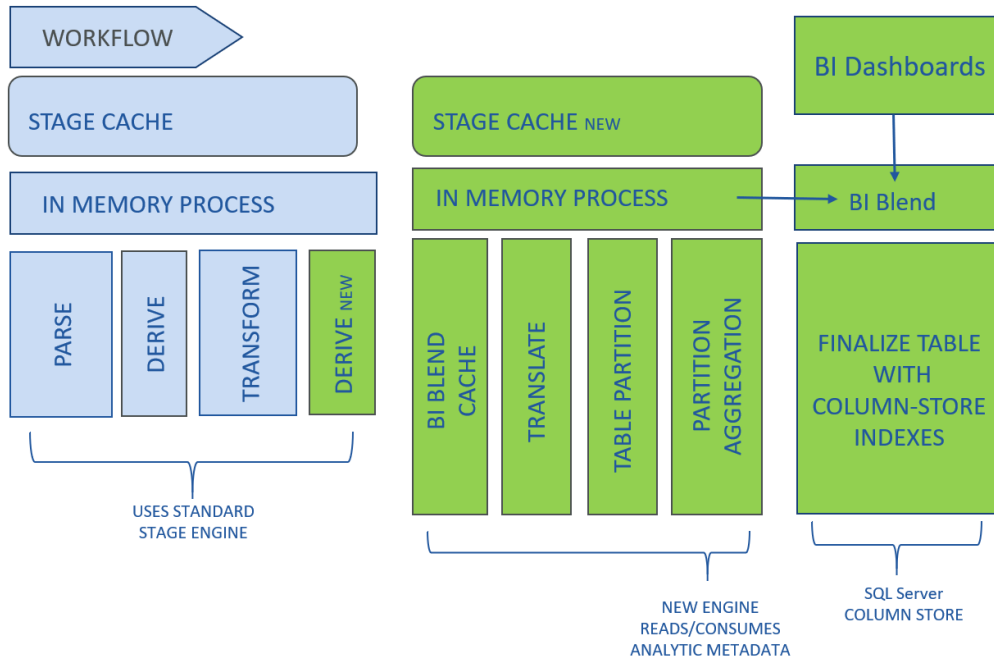 WORKFLOW
STAGE CACHE
IN MEMORY PROCESS
PARSE
DERIVE
TRANSFORM
DERIVE NEW
USES STANDARD
STAGE ENGINE
STAGE CACHE NEW
IN MEMORY PROCESS
BI BLEND
CACHE
TRANSLATE
TABLE PARTITION
PARTITION
AGGREGATION
NEW ENGINE
READS/CONSUMES
ANALYTIC METADATA
BI Dashboards
BI Blend
FINALIZE TABLE
WITH
COLUMN-STORE
INDEXES
SQL Server
COLUMN STORE